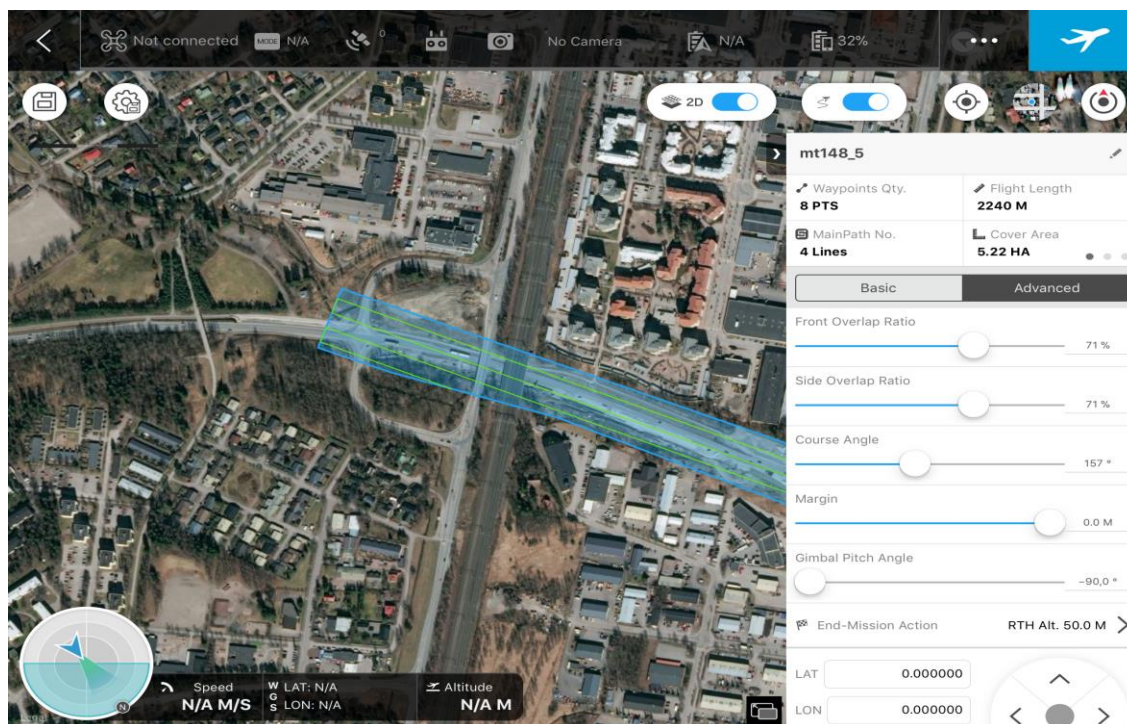 Not connected MODE N/A 0 No Camera N/A 32%
2D
mt148_5
Waypoints Qty.
8 PTS
Flight Length
2240 M
MainPath No.
4 Lines
Cover Area
5.22 HA
Basic
Advanced
Front Overlap Ratio
71 %
Side Overlap Ratio
71 %
Course Angle
157 °
Margin
0.0 M
Gimbal Pitch Angle
−90,0 °
End-Mission Action RTH Alt. 50.0 M
LAT 0.000000
LON 0.000000
N
Speed
N/A M/S
WGS
LAT: N/A
LON: N/A
Altitude
N/A M